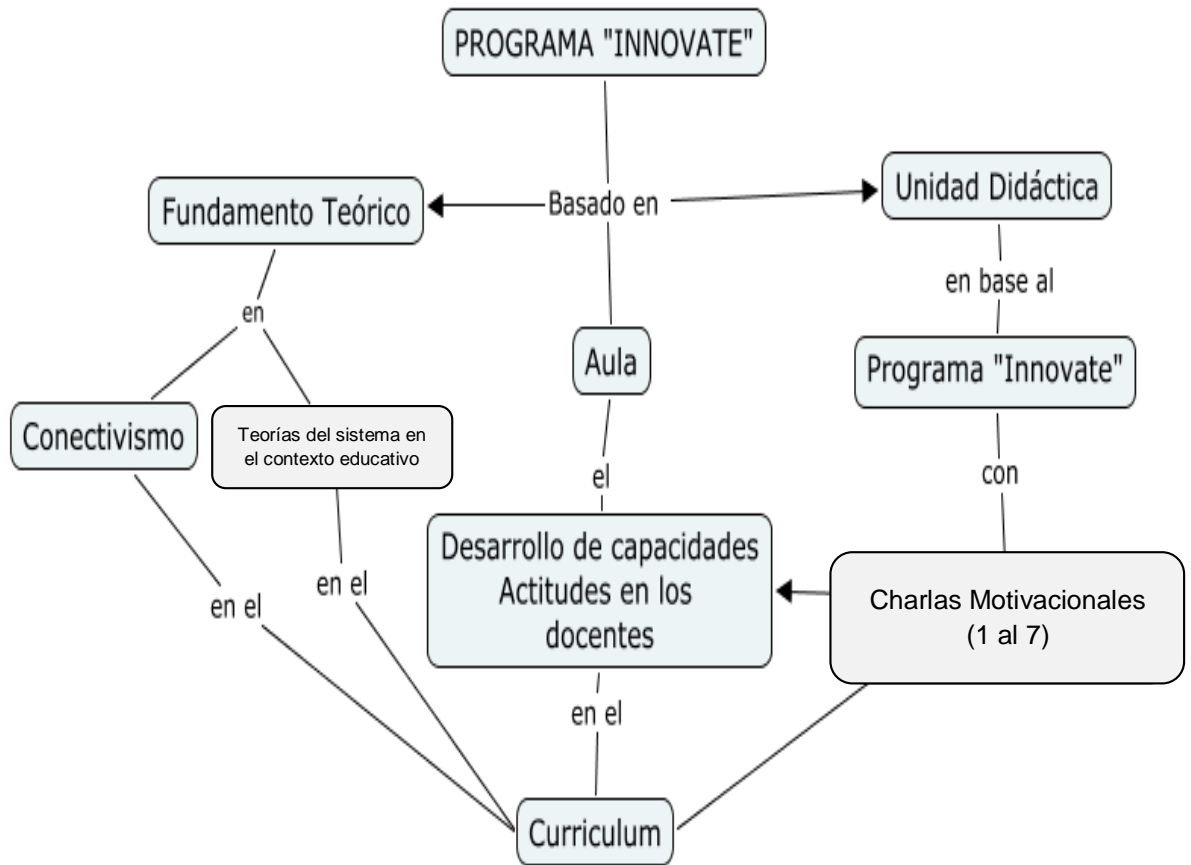 PROGRAMA "INNOVATE"
Fundamento Teórico
Basado en
Unidad Didáctica
en
en base al
Aula
Programa "Innovate"
Conectivismo
Teorías del sistema en
el contexto educativo
el
con
en el
en el
Desarrollo de capacidades
Actitudes en los
docentes
Charlas Motivacionales
(1 al 7)
en el
Curriculum